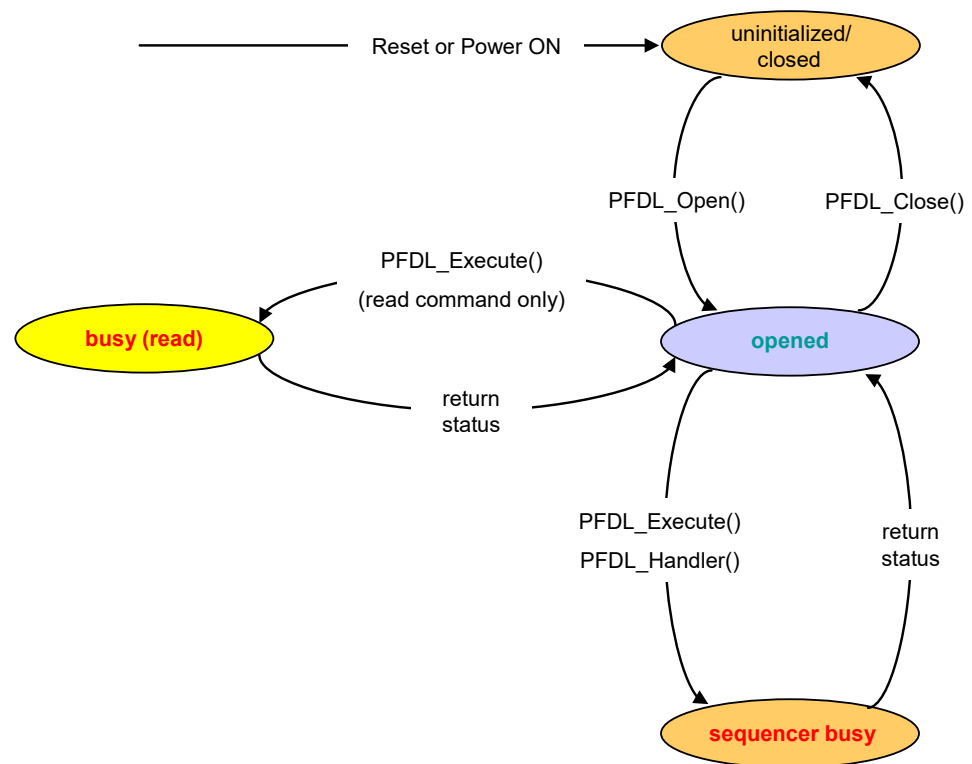 Reset or Power ON
uninitialized/
closed
PFDL_Open()
PFDL_Close()
PFDL_Execute()
(read command only)
busy (read)
opened
return
status
PFDL_Execute()
PFDL_Handler()
return
status
sequencer busy